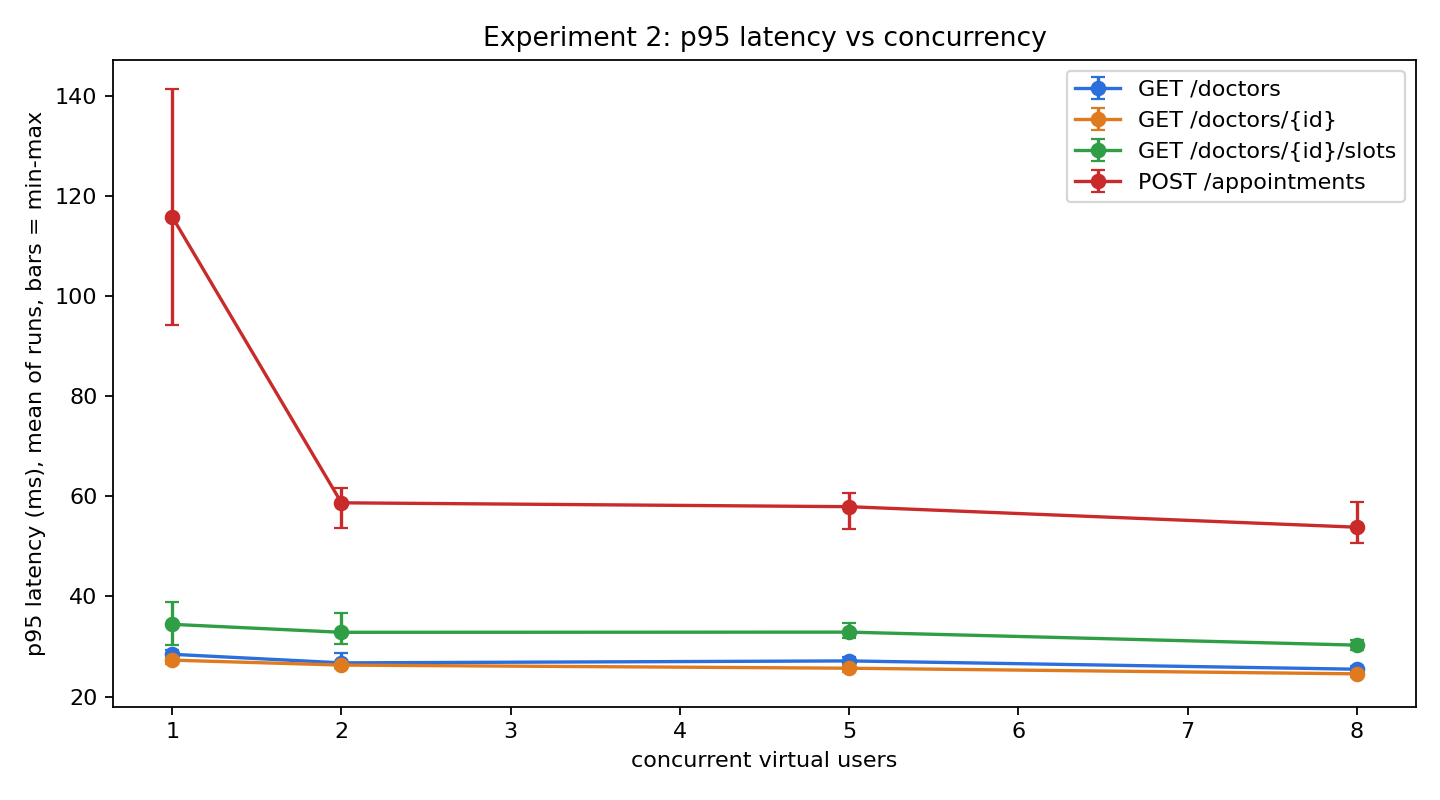 Experiment 2: p95 latency vs concurrency
GET /doctors
GET /doctors/{id}
GET /doctors/{id}/slots
POST /appointments
p95 latency (ms), mean of runs, bars = min-max
140
120
100
80
60
40
20
1 2 3 4 5 6 7 8
concurrent virtual users